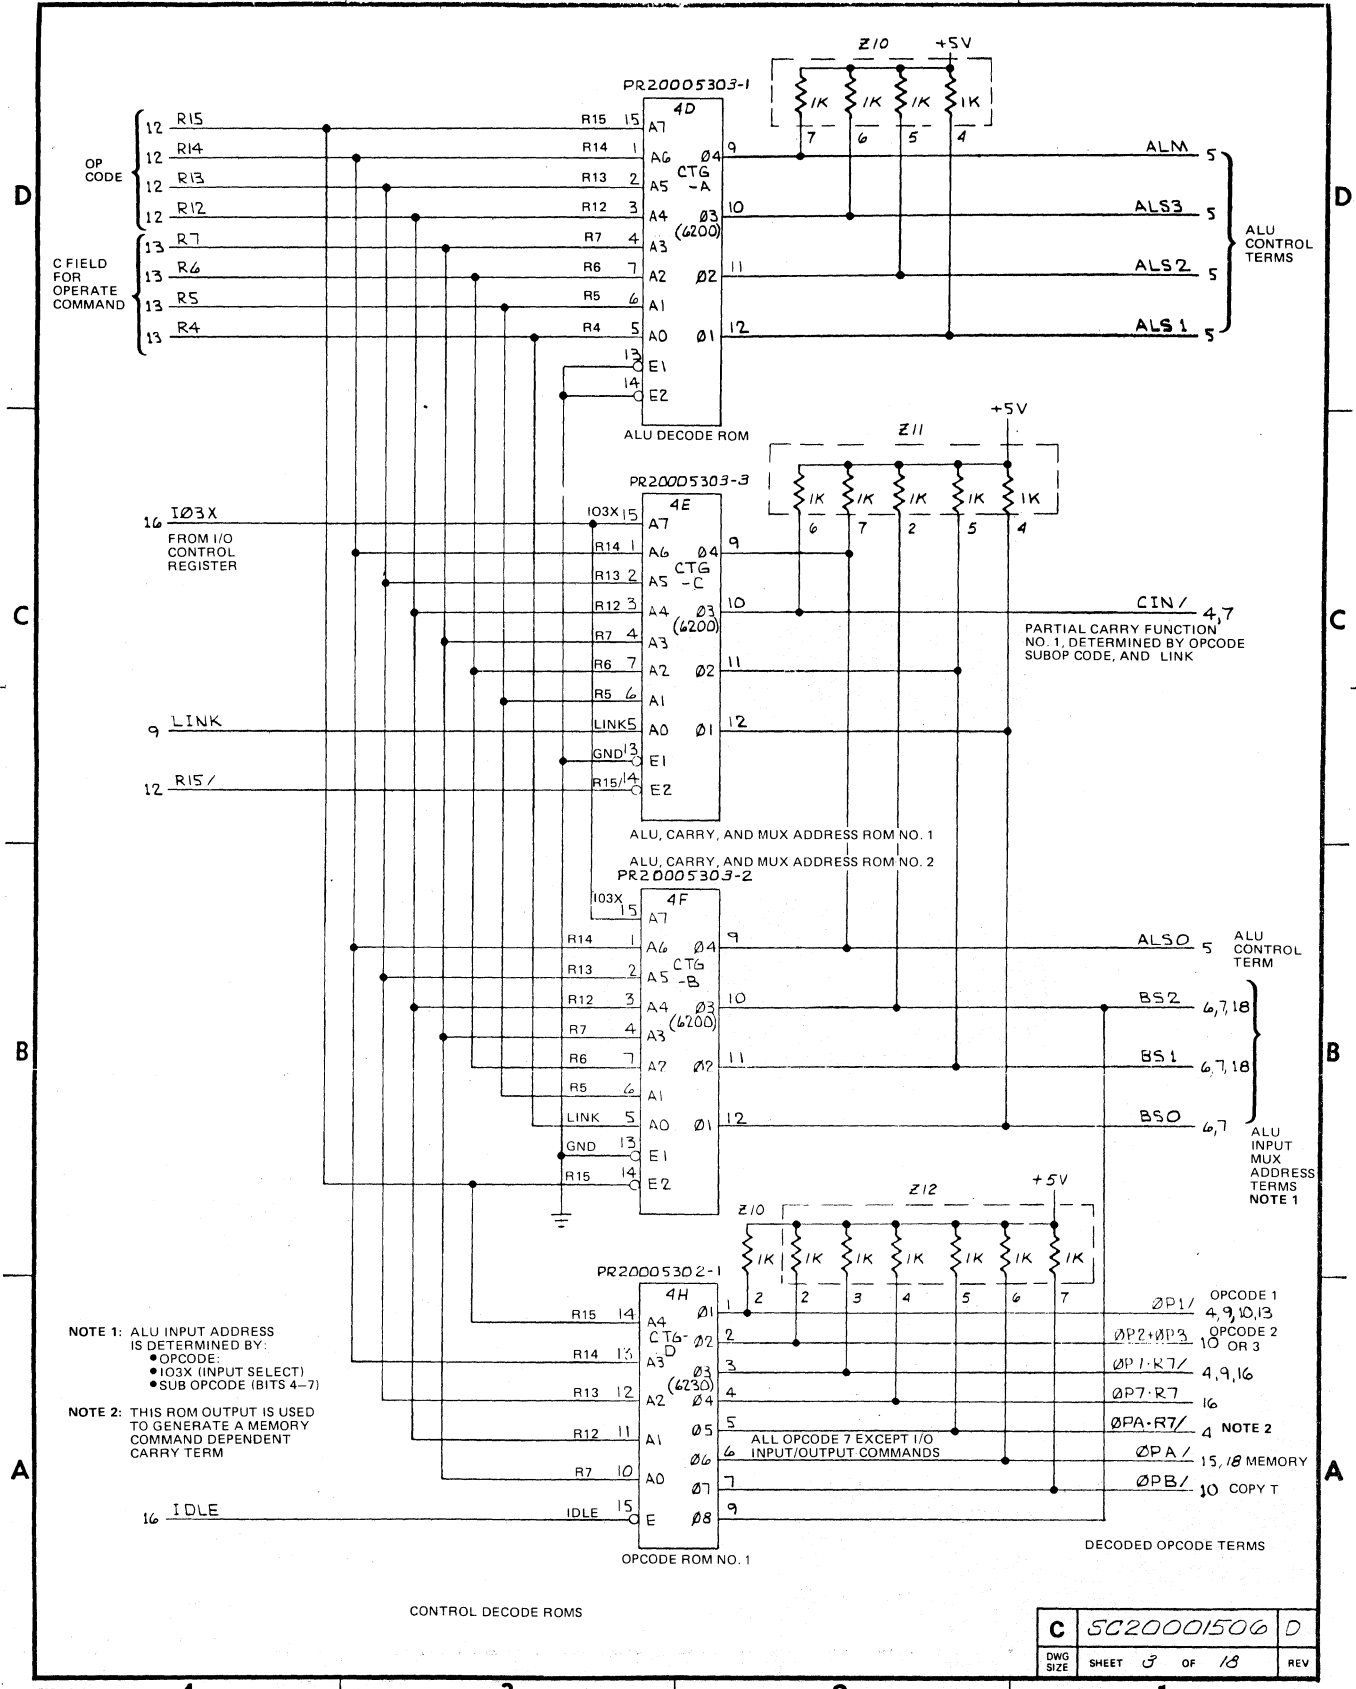 Z10 +5V
PR20005303-1
1K 1K 1K 1K
7 6 5 4
OP CODE
12 R15
12 R14
12 R13
12 R12
C FIELD
FOR
OPERATE
COMMAND
13 R7
13 R6
13 R5
13 R4
4D
CTG
-A
(6200)
R15 15 A7
R14 1 A6 Ø4 9
R13 2 A5
R12 3 A4 Ø3 10
R7 4 A3
R6 7 A2 Ø2 11
R5 6 A1
R4 5 A0 Ø1 12
13 E1
14 E2
ALU DECODE ROM
ALM 5
ALS3 5
ALS2 5
ALS1 5
ALU
CONTROL
TERMS
D
D
Z11 +5V
1K 1K 1K 1K 1K
6 7 2 5 4
PR20005303-3
16 IØ3X
FROM I/O
CONTROL
REGISTER
4E
CTG
-C
(6200)
IO3X 15 A7
R14 1 A6 Ø4 9
R13 2 A5
R12 3 A4 Ø3 10
R7 4 A3
R6 7 A2 Ø2 11
R5 6 A1
LINK 5 A0 Ø1 12
GND 13 E1
R15/ 14 E2
9 LINK
12 R15/
CIN/ 4,7
PARTIAL CARRY FUNCTION
NO. 1, DETERMINED BY OPCODE
SUBOP CODE, AND LINK
C
C
ALU, CARRY, AND MUX ADDRESS ROM NO. 1
ALU, CARRY, AND MUX ADDRESS ROM NO. 2
PR20005303-2
4F
CTG
-B
(6200)
IO3X 15 A7
R14 1 A6 Ø4 9
R13 2 A5
R12 3 A4 Ø3 10
R7 4 A3
R6 7 A2 Ø2 11
R5 6 A1
LINK 5 A0 Ø1 12
GND 13 E1
R15 14 E2
ALSO 5
ALU
CONTROL
TERM
BS2 6,7,18
BS1 6,7,18
BSO 6,7
ALU
INPUT
MUX
ADDRESS
TERMS
NOTE 1
B
B
Z10 Z12 +5V
1K 1K 1K 1K 1K 1K 1K
2 2 3 4 5 6 7
PR20005302-1
4H
CTG-
D
(6230)
R15 14 A4 Ø1 1
Ø2 2
R14 13 A3 Ø3 3
R13 12 A2 Ø4 4
R12 11 A1 Ø5 5
Ø6 6
R7 10 A0 Ø7 7
IDLE 15 E Ø8 9
OPCODE ROM NO. 1
16 IDLE
ØP1/ OPCODE 1
4,9,10,13
ØP2+ØP3 10 OPCODE 2
OR 3
ØP1·R7/ 4,9,16
ØP7·R7 16
ØPA·R7/ 4 NOTE 2
ALL OPCODE 7 EXCEPT I/O
INPUT/OUTPUT COMMANDS
ØPA/ 15,18 MEMORY
ØPB/ 10 COPY T
DECODED OPCODE TERMS
NOTE 1: ALU INPUT ADDRESS
IS DETERMINED BY:
• OPCODE:
• IO3X (INPUT SELECT)
• SUB OPCODE (BITS 4–7)
NOTE 2: THIS ROM OUTPUT IS USED
TO GENERATE A MEMORY
COMMAND DEPENDENT
CARRY TERM
A
A
CONTROL DECODE ROMS
C SC20001506 D
DWG
SIZE SHEET 3 OF 18 REV